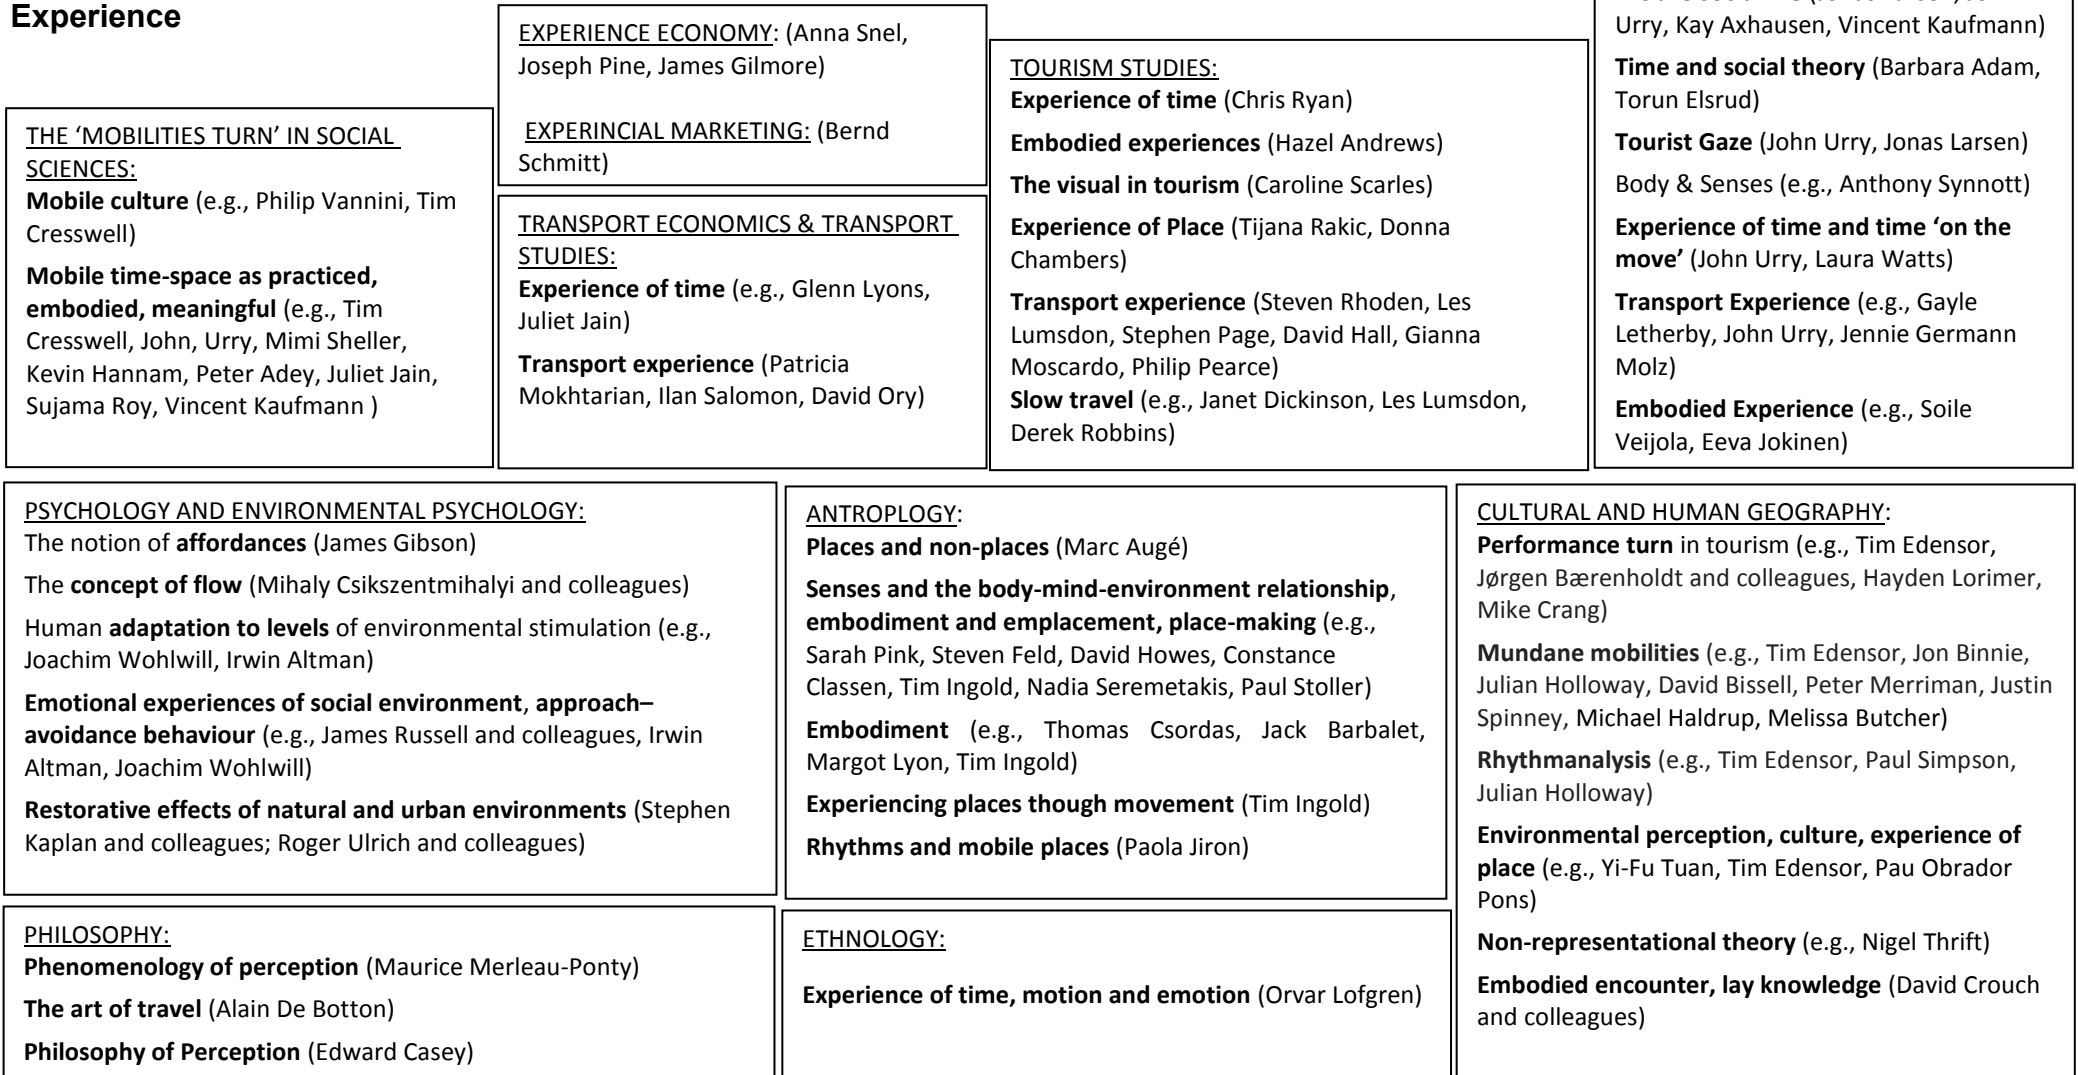 Experience
EXPERIENCE ECONOMY: (Anna Snel,
Joseph Pine, James Gilmore)
EXPERINCIAL MARKETING: (Bernd
Schmitt)
THE ‘MOBILITIES TURN’ IN SOCIAL
SCIENCES:
Mobile culture (e.g., Philip Vannini, Tim
Cresswell)
Mobile time-space as practiced,
embodied, meaningful (e.g., Tim
Cresswell, John, Urry, Mimi Sheller,
Kevin Hannam, Peter Adey, Juliet Jain,
Sujama Roy, Vincent Kaufmann )
TRANSPORT ECONOMICS & TRANSPORT
STUDIES:
Experience of time (e.g., Glenn Lyons,
Juliet Jain)
Transport experience (Patricia
Mokhtarian, Ilan Salomon, David Ory)
TOURISM STUDIES:
Experience of time (Chris Ryan)
Embodied experiences (Hazel Andrews)
The visual in tourism (Caroline Scarles)
Experience of Place (Tijana Rakic, Donna
Chambers)
Transport experience (Steven Rhoden, Les
Lumsdon, Stephen Page, David Hall, Gianna
Moscardo, Philip Pearce)
Slow travel (e.g., Janet Dickinson, Les Lumsdon,
Derek Robbins)
Urry, Kay Axhausen, Vincent Kaufmann)
Time and social theory (Barbara Adam,
Torun Elsrud)
Tourist Gaze (John Urry, Jonas Larsen)
Body & Senses (e.g., Anthony Synnott)
Experience of time and time ‘on the
move’ (John Urry, Laura Watts)
Transport Experience (e.g., Gayle
Letherby, John Urry, Jennie Germann
Molz)
Embodied Experience (e.g., Soile
Veijola, Eeva Jokinen)
PSYCHOLOGY AND ENVIRONMENTAL PSYCHOLOGY:
The notion of affordances (James Gibson)
The concept of flow (Mihaly Csikszentmihalyi and colleagues)
Human adaptation to levels of environmental stimulation (e.g.,
Joachim Wohlwill, Irwin Altman)
Emotional experiences of social environment, approach–
avoidance behaviour (e.g., James Russell and colleagues, Irwin
Altman, Joachim Wohlwill)
Restorative effects of natural and urban environments (Stephen
Kaplan and colleagues; Roger Ulrich and colleagues)
ANTROPLOGY:
Places and non-places (Marc Augé)
Senses and the body-mind-environment relationship,
embodiment and emplacement, place-making (e.g.,
Sarah Pink, Steven Feld, David Howes, Constance
Classen, Tim Ingold, Nadia Seremetakis, Paul Stoller)
Embodiment (e.g., Thomas Csordas, Jack Barbalet,
Margot Lyon, Tim Ingold)
Experiencing places though movement (Tim Ingold)
Rhythms and mobile places (Paola Jiron)
CULTURAL AND HUMAN GEOGRAPHY:
Performance turn in tourism (e.g., Tim Edensor,
Jørgen Bærenholdt and colleagues, Hayden Lorimer,
Mike Crang)
Mundane mobilities (e.g., Tim Edensor, Jon Binnie,
Julian Holloway, David Bissell, Peter Merriman, Justin
Spinney, Michael Haldrup, Melissa Butcher)
Rhythmanalysis (e.g., Tim Edensor, Paul Simpson,
Julian Holloway)
Environmental perception, culture, experience of
place (e.g., Yi-Fu Tuan, Tim Edensor, Pau Obrador
Pons)
Non-representational theory (e.g., Nigel Thrift)
Embodied encounter, lay knowledge (David Crouch
and colleagues)
PHILOSOPHY:
Phenomenology of perception (Maurice Merleau-Ponty)
The art of travel (Alain De Botton)
Philosophy of Perception (Edward Casey)
ETHNOLOGY:
Experience of time, motion and emotion (Orvar Lofgren)